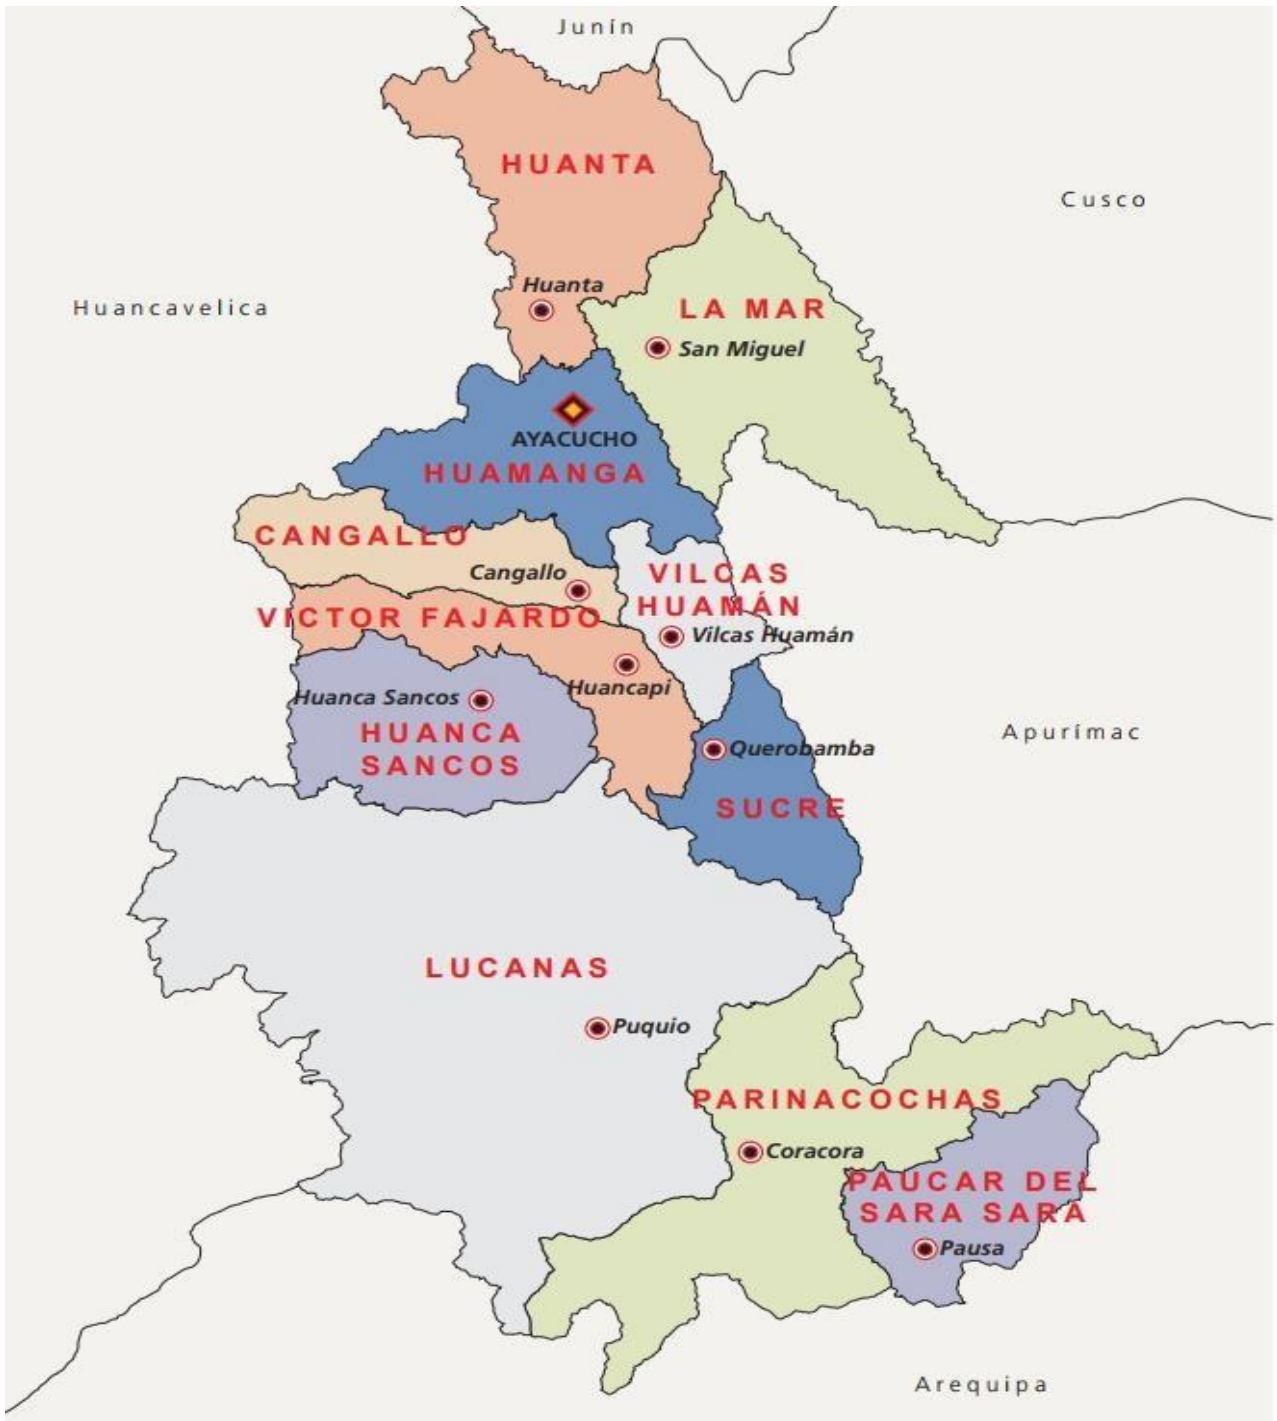 Junín
HUANTA
Cusco
Huanta
Huancavelica
LA MAR
San Miguel
AYACUCHO
HUAMANGA
CANGALLO
Cangallo
VILCAS
HUAMÁN
VICTOR FAJARDO
Vilcas Huamán
Huancapi
Huanca Sancos
HUANCA
SANCOS
Apurímac
Querobamba
SUCRE
LUCANAS
Puquio
PARINACOCHAS
Coracora
PAUCAR DEL
SARA SARA
Pausa
Arequipa